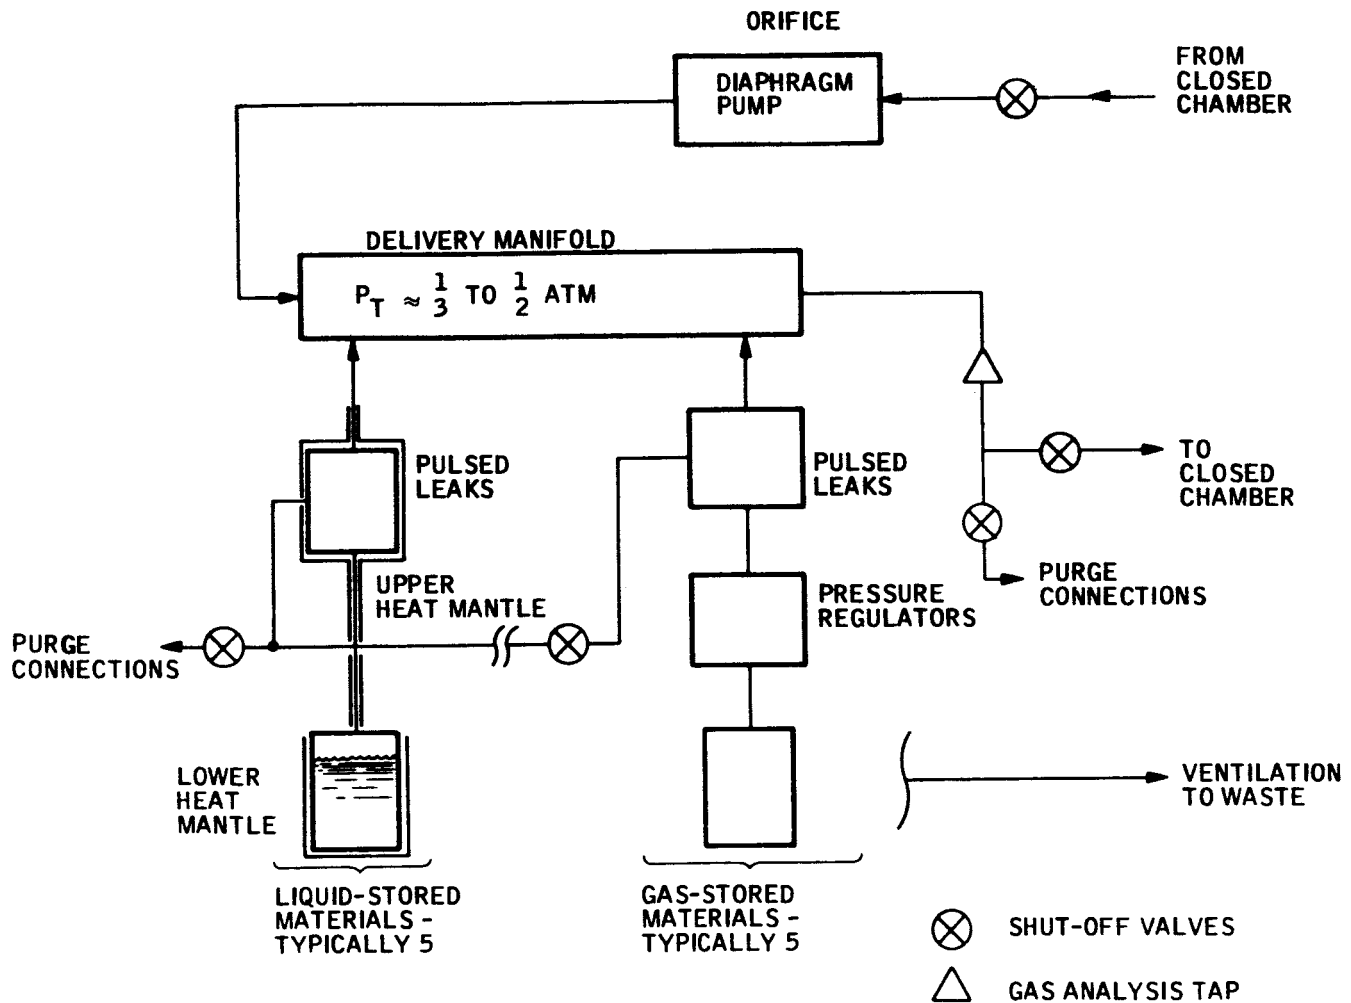 ORIFICE
FROM
CLOSED
CHAMBER
DIAPHRAGM
PUMP
DELIVERY MANIFOLD
P_T ≈ 1/3 TO 1/2 ATM
PULSED
LEAKS
PULSED
LEAKS
TO
CLOSED
CHAMBER
UPPER
HEAT MANTLE
PRESSURE
REGULATORS
PURGE
CONNECTIONS
PURGE
CONNECTIONS
LOWER
HEAT
MANTLE
VENTILATION
TO WASTE
LIQUID-STORED
MATERIALS -
TYPICALLY 5
GAS-STORED
MATERIALS -
TYPICALLY 5
SHUT-OFF VALVES
GAS ANALYSIS TAP